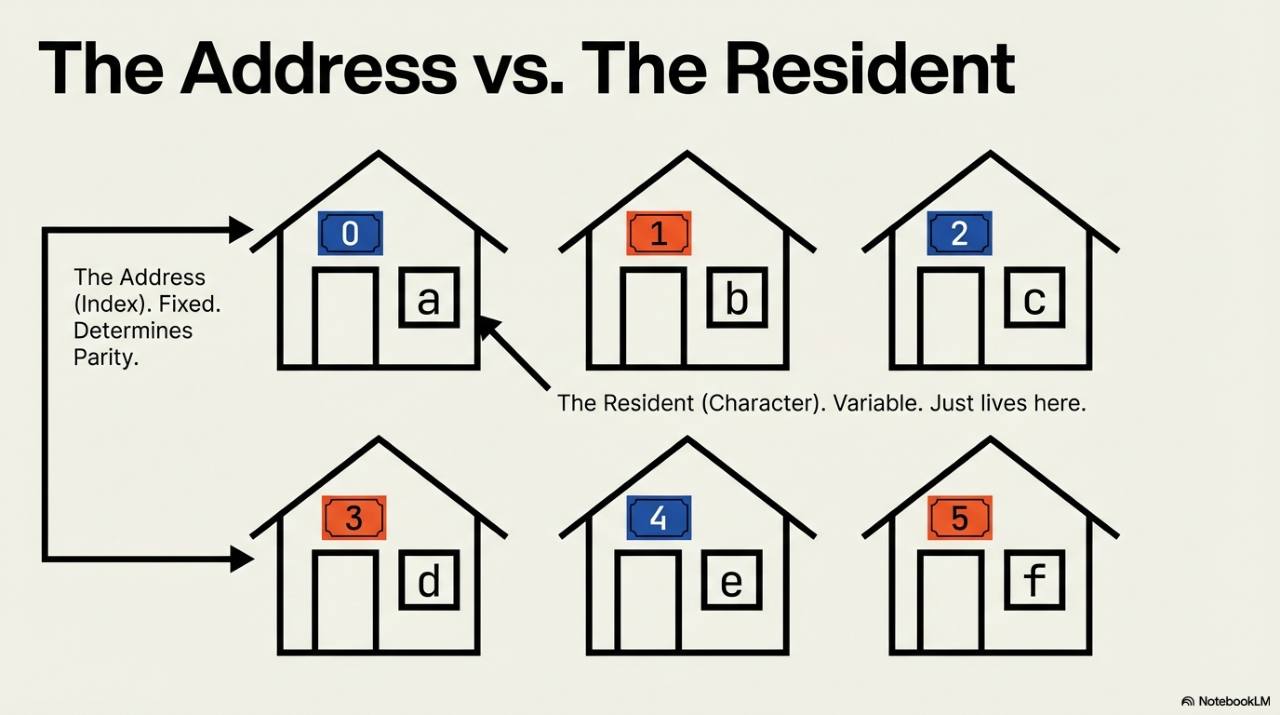 The Address vs. The Resident
0
1
2
The Address
(Index). Fixed.
Determines
Parity.
a
b
c
The Resident (Character). Variable. Just lives here.
3
4
5
d
e
f
NotebookLM